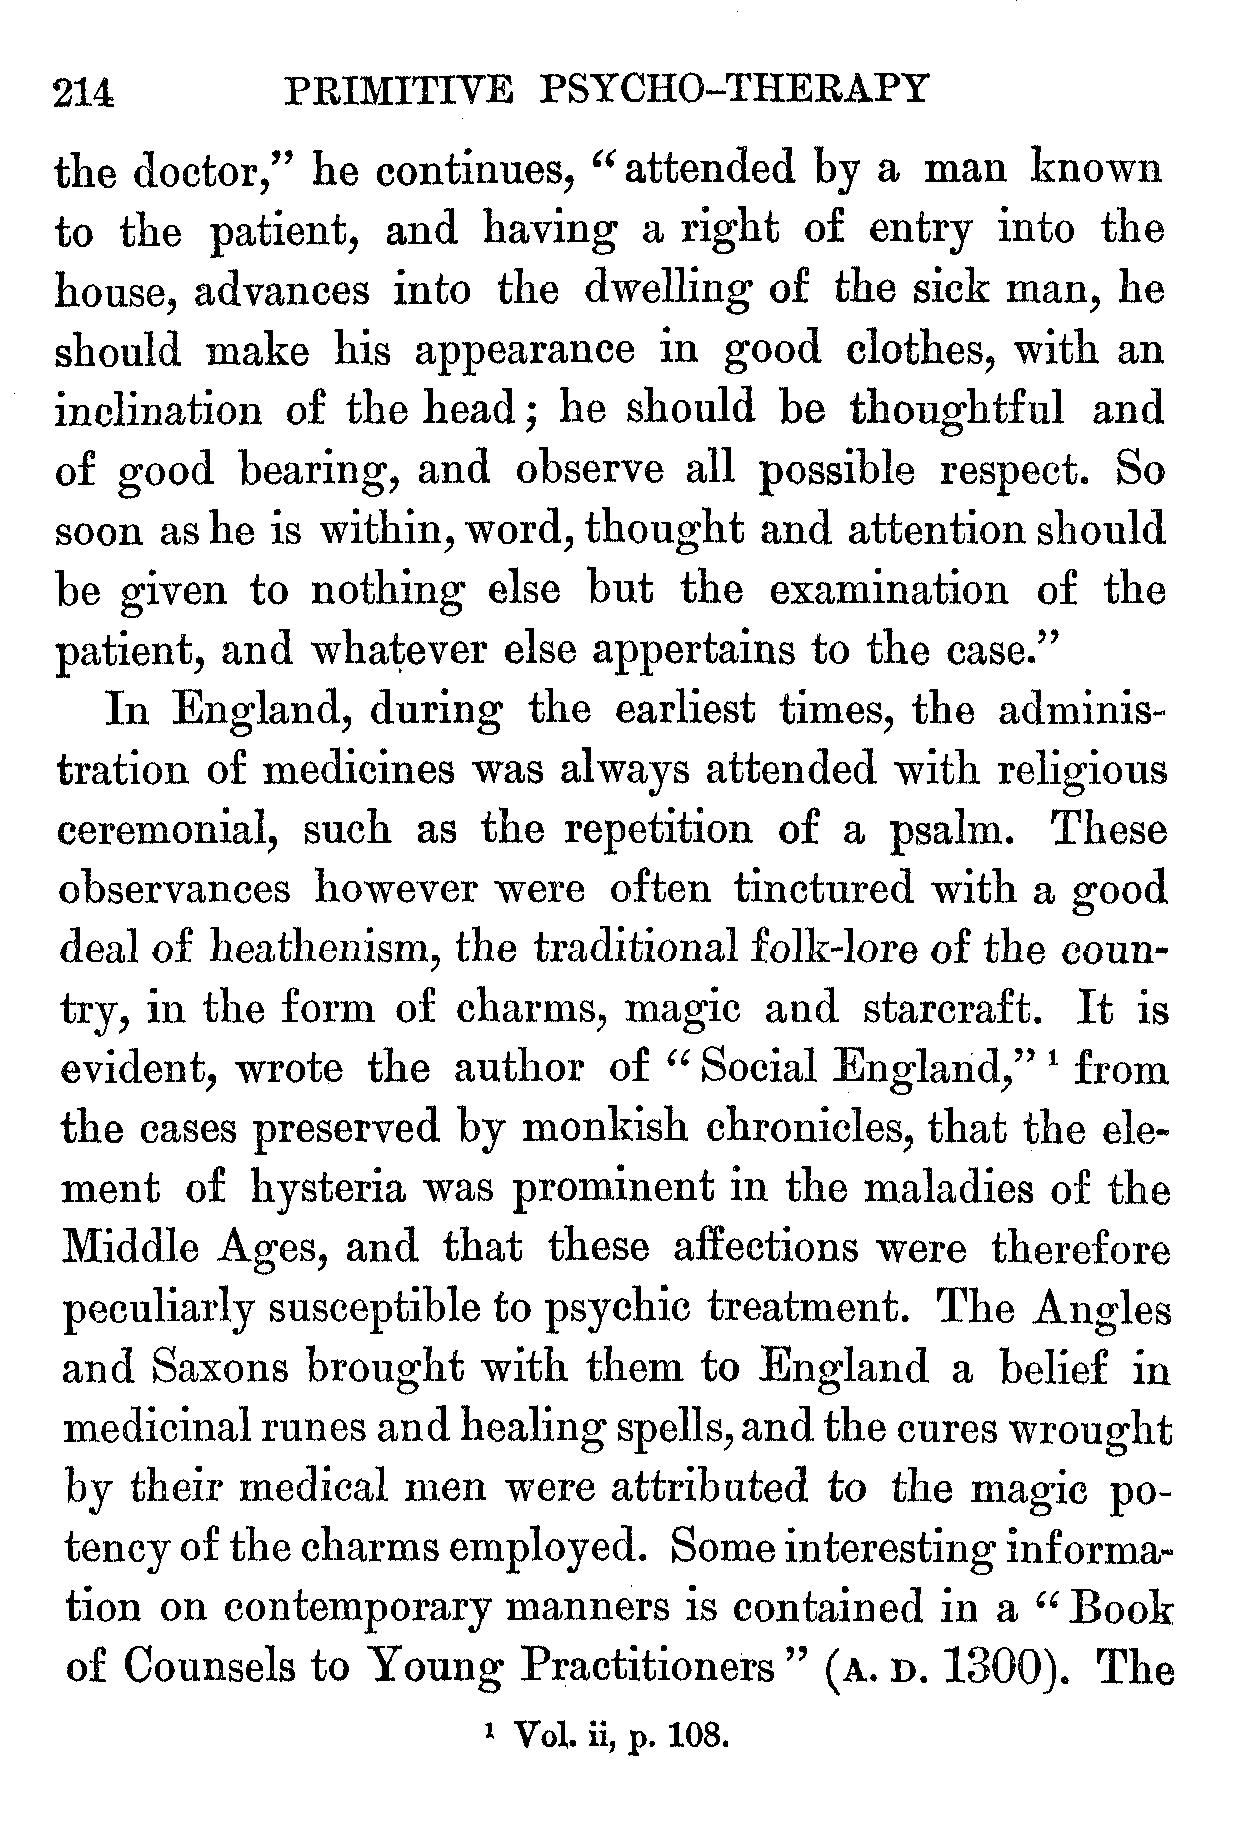 214 PRIMITIVE PSYCHO-THERAPY
the doctor,” he continues, “attended by a man known
to the patient, and having a right of entry into the
house, advances into the dwelling of the sick man, he
should make his appearance in good clothes, with an
inclination of the head; he should be thoughtful and
of good bearing, and observe all possible respect. So
soon as he is within, word, thought and attention should
be given to nothing else but the examination of the
patient, and whatever else appertains to the case.”
In England, during the earliest times, the adminis-
tration of medicines was always attended with religious
ceremonial, such as the repetition of a psalm. These
observances however were often tinctured with a good
deal of heathenism, the traditional folk-lore of the coun-
try, in the form of charms, magic and starcraft. It is
evident, wrote the author of “Social England,” ¹ from
the cases preserved by monkish chronicles, that the ele-
ment of hysteria was prominent in the maladies of the
Middle Ages, and that these affections were therefore
peculiarly susceptible to psychic treatment. The Angles
and Saxons brought with them to England a belief in
medicinal runes and healing spells, and the cures wrought
by their medical men were attributed to the magic po-
tency of the charms employed. Some interesting informa-
tion on contemporary manners is contained in a “Book
of Counsels to Young Practitioners” (A. D. 1300). The
¹ Vol. ii, p. 108.